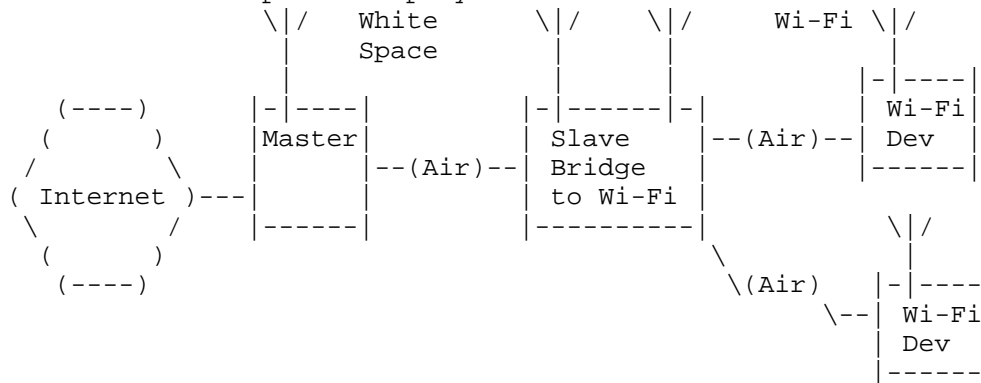 \|/    White            \|/    \|/     Wi-Fi \|/
 |     Space             |      |             |
 |                       |      |           |-|----|
(----)      |-|----|         |-|------|-|   | Wi-Fi|
(      )    |Master|         | Slave    |--(Air)--| Dev  |
/        \  |      |--(Air)--| Bridge   |         |------|
( Internet )---|      |         | to Wi-Fi |
\        /  |------|         |----------|          \|/
(      )                                 \          |
(----)                                    \(Air)  |-|----
\--| Wi-Fi
| Dev
|------